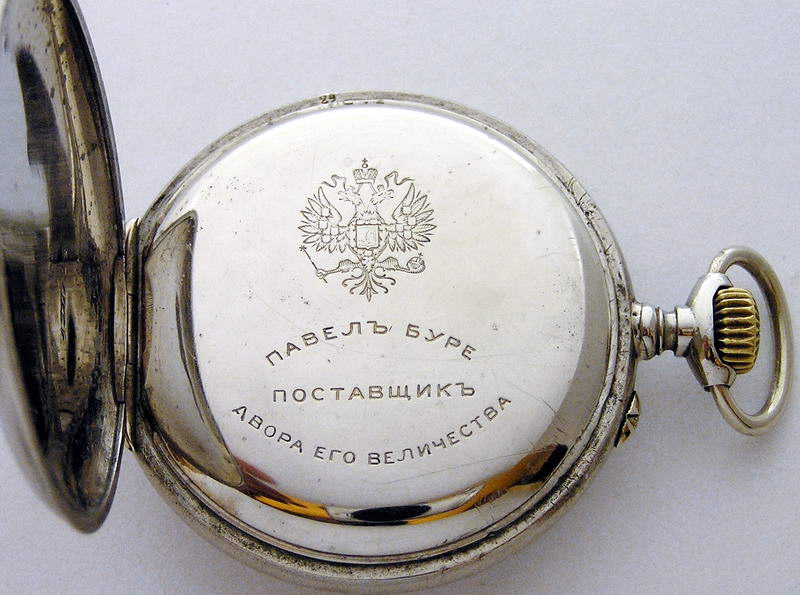 ПАВЕЛЪ БУРЕ
ПОСТАВЩИКЪ
ДВОРА ЕГО ВЕЛИЧЕСТВА